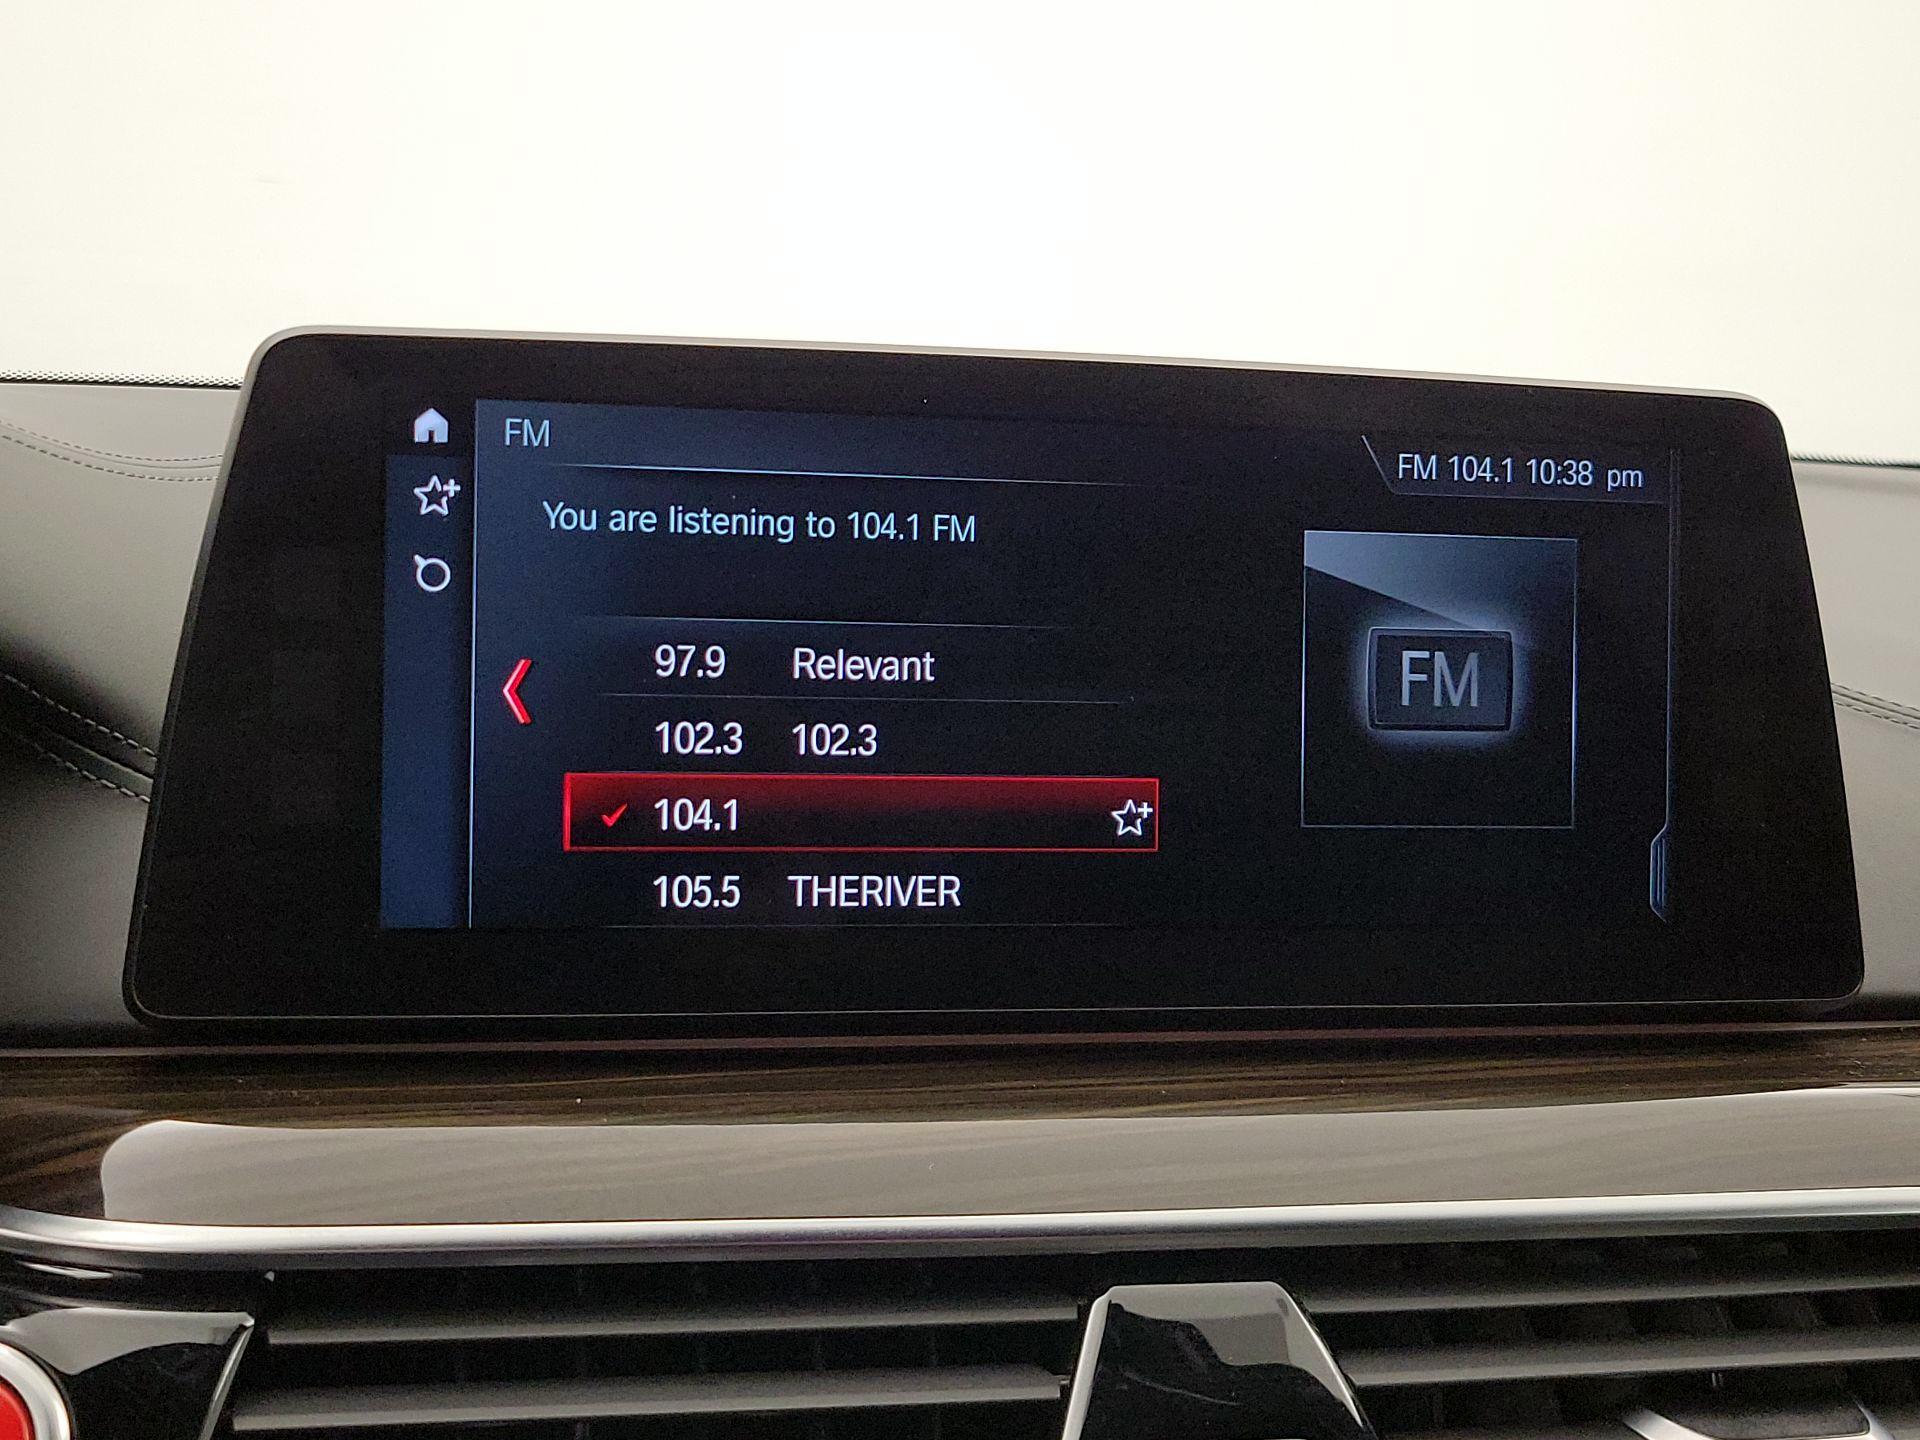 FM
FM 104.1 10:38 pm
You are listening to 104.1 FM
97.9 Relevant
102.3 102.3
104.1
105.5 THERIVER
FM